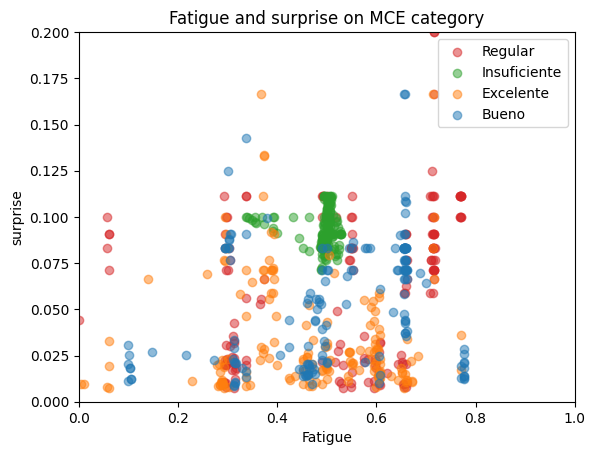 Fatigue and surprise on MCE category
Regular
Insuficiente
Excelente
Bueno
surprise
0.200
0.175
0.150
0.125
0.100
0.075
0.050
0.025
0.000
0.0 0.2 0.4 0.6 0.8 1.0
Fatigue